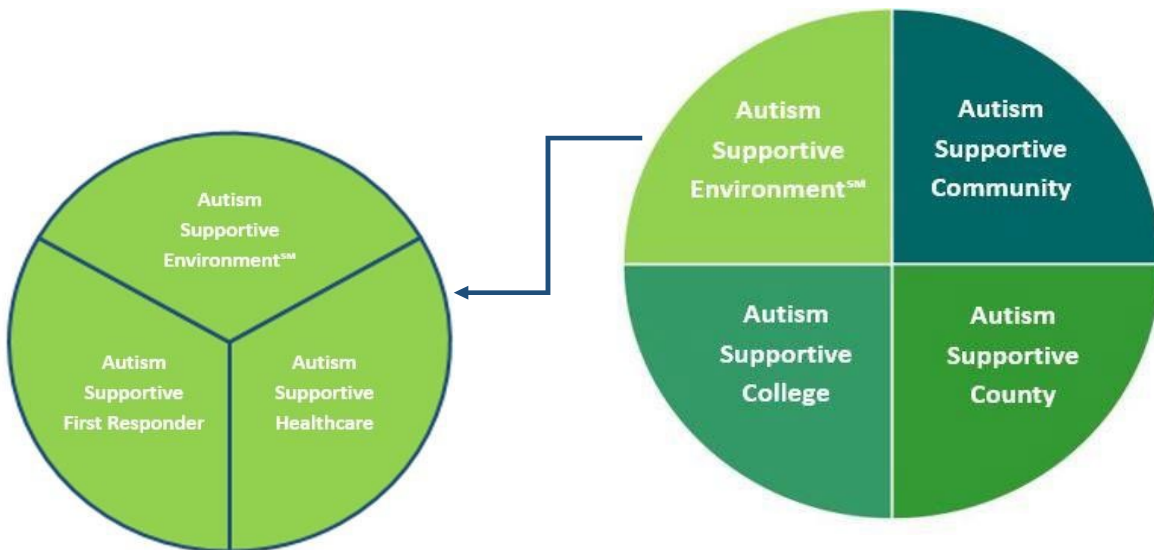 Autism
Supportive
Environment℠
Autism
Supportive
First Responder
Autism
Supportive
Healthcare
Autism
Supportive
Environment℠
Autism
Supportive
Community
Autism
Supportive
College
Autism
Supportive
County